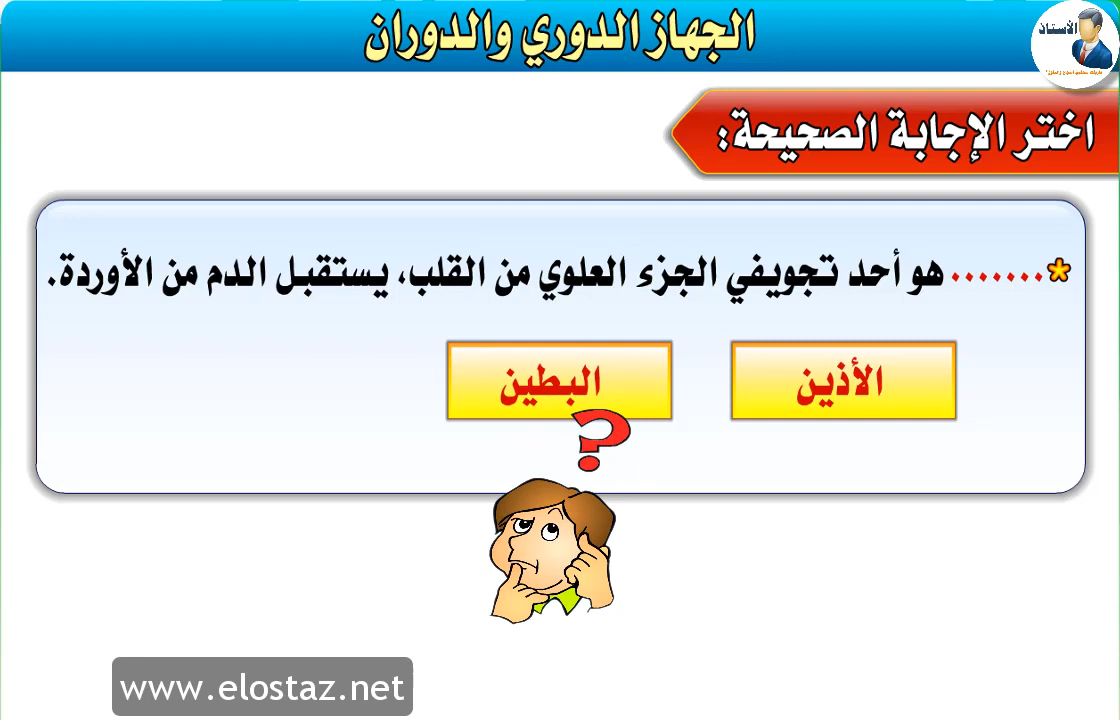 الجهاز الدوري والدوران
الأستاذ
اختر الإجابة الصحيحة:
* ....... هو أحد تجويفي الجزء العلوي من القلب، يستقبل الدم من الأوردة.
الأذين
البطين
?
www.elostaz.net